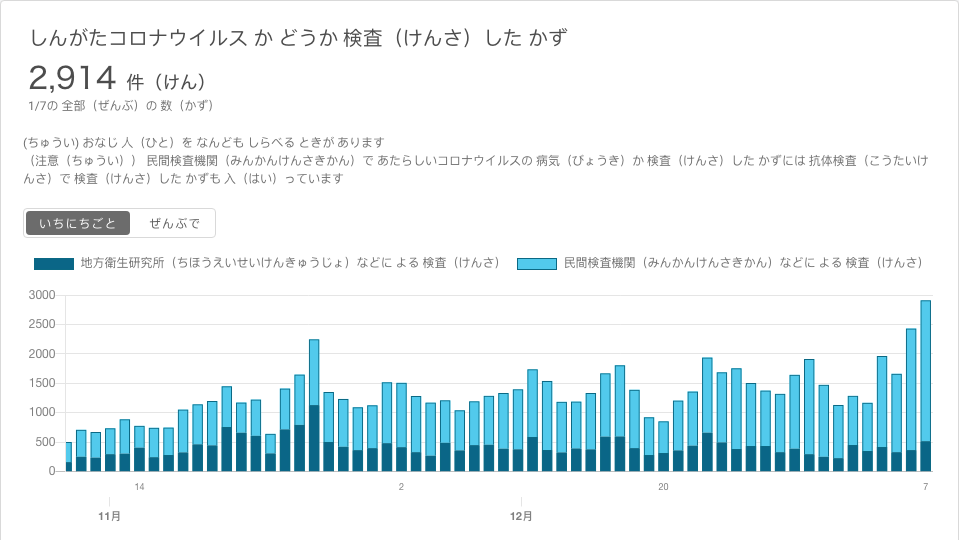 しんがたコロナウイルス か どうか 検査（けんさ）した かず
2,914 件（けん）
1/7の 全部（ぜんぶ）の 数（かず）
(ちゅうい) おなじ 人（ひと）を なんども しらべる ときが あります
（注意（ちゅうい）） 民間検査機関（みんかんけんさきかん）で あたらしいコロナウイルスの 病気（びょうき）か 検査（けんさ）した かずには 抗体検査（こうたいけ
んさ）で 検査（けんさ）した かずも 入（はい）っています
いちにちごと ぜんぶで
地方衛生研究所（ちほうえいせいけんきゅうじょ）などに よる 検査（けんさ） 民間検査機関（みんかんけんさきかん）などに よる 検査（けんさ）
3000
2500
2000
1500
1000
500
0
14 2 20 7
11月 12月